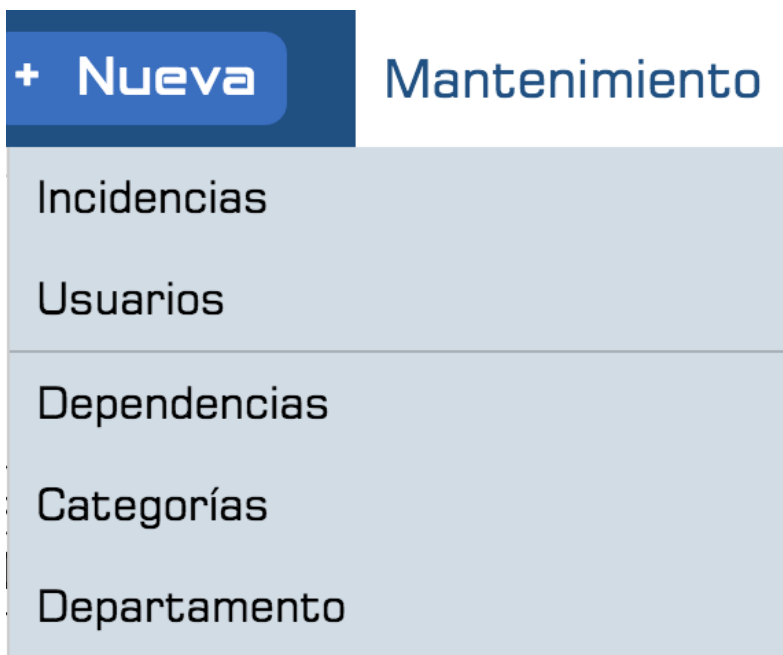 + Nueva Mantenimiento
Incidencias
Usuarios
Dependencias
Categorías
Departamento